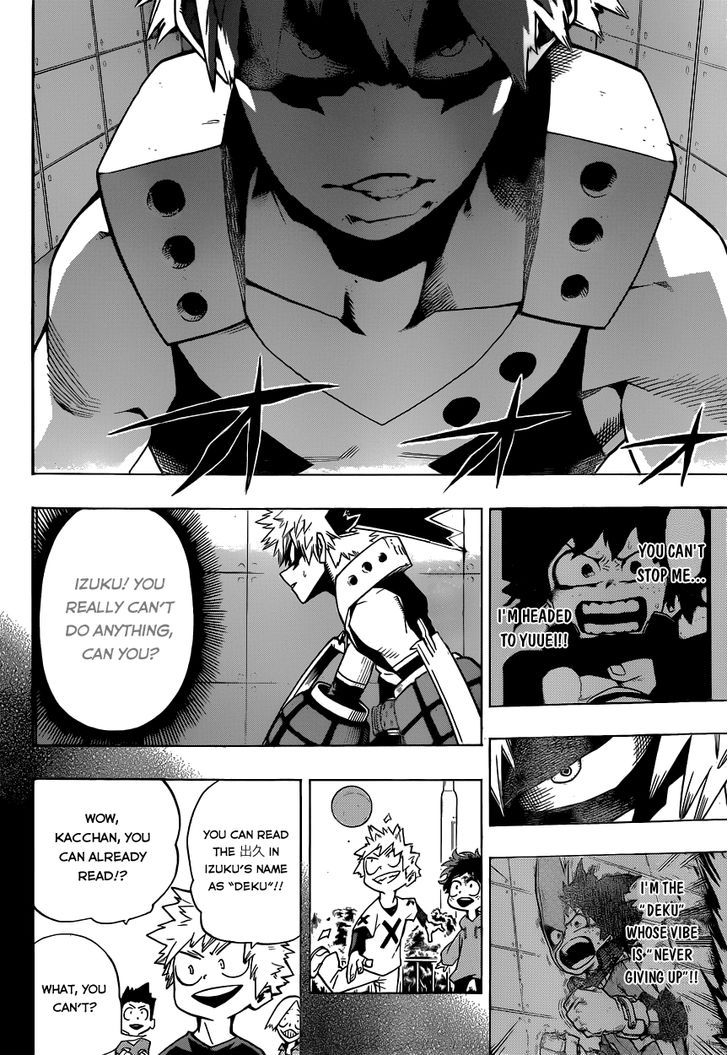 YOU CAN'T
STOP ME...
I'M HEADED
TO YUUEI!!
I'M THE
"DEKU"
WHOSE VIBE
IS "NEVER
GIVING UP"!!
IZUKU! YOU
REALLY CAN'T
DO ANYTHING,
CAN YOU?
YOU CAN READ
THE 出久 IN
IZUKU'S NAME
AS "DEKU"!!
WOW,
KACCHAN, YOU
CAN ALREADY
READ!?
WHAT, YOU
CAN'T?
X